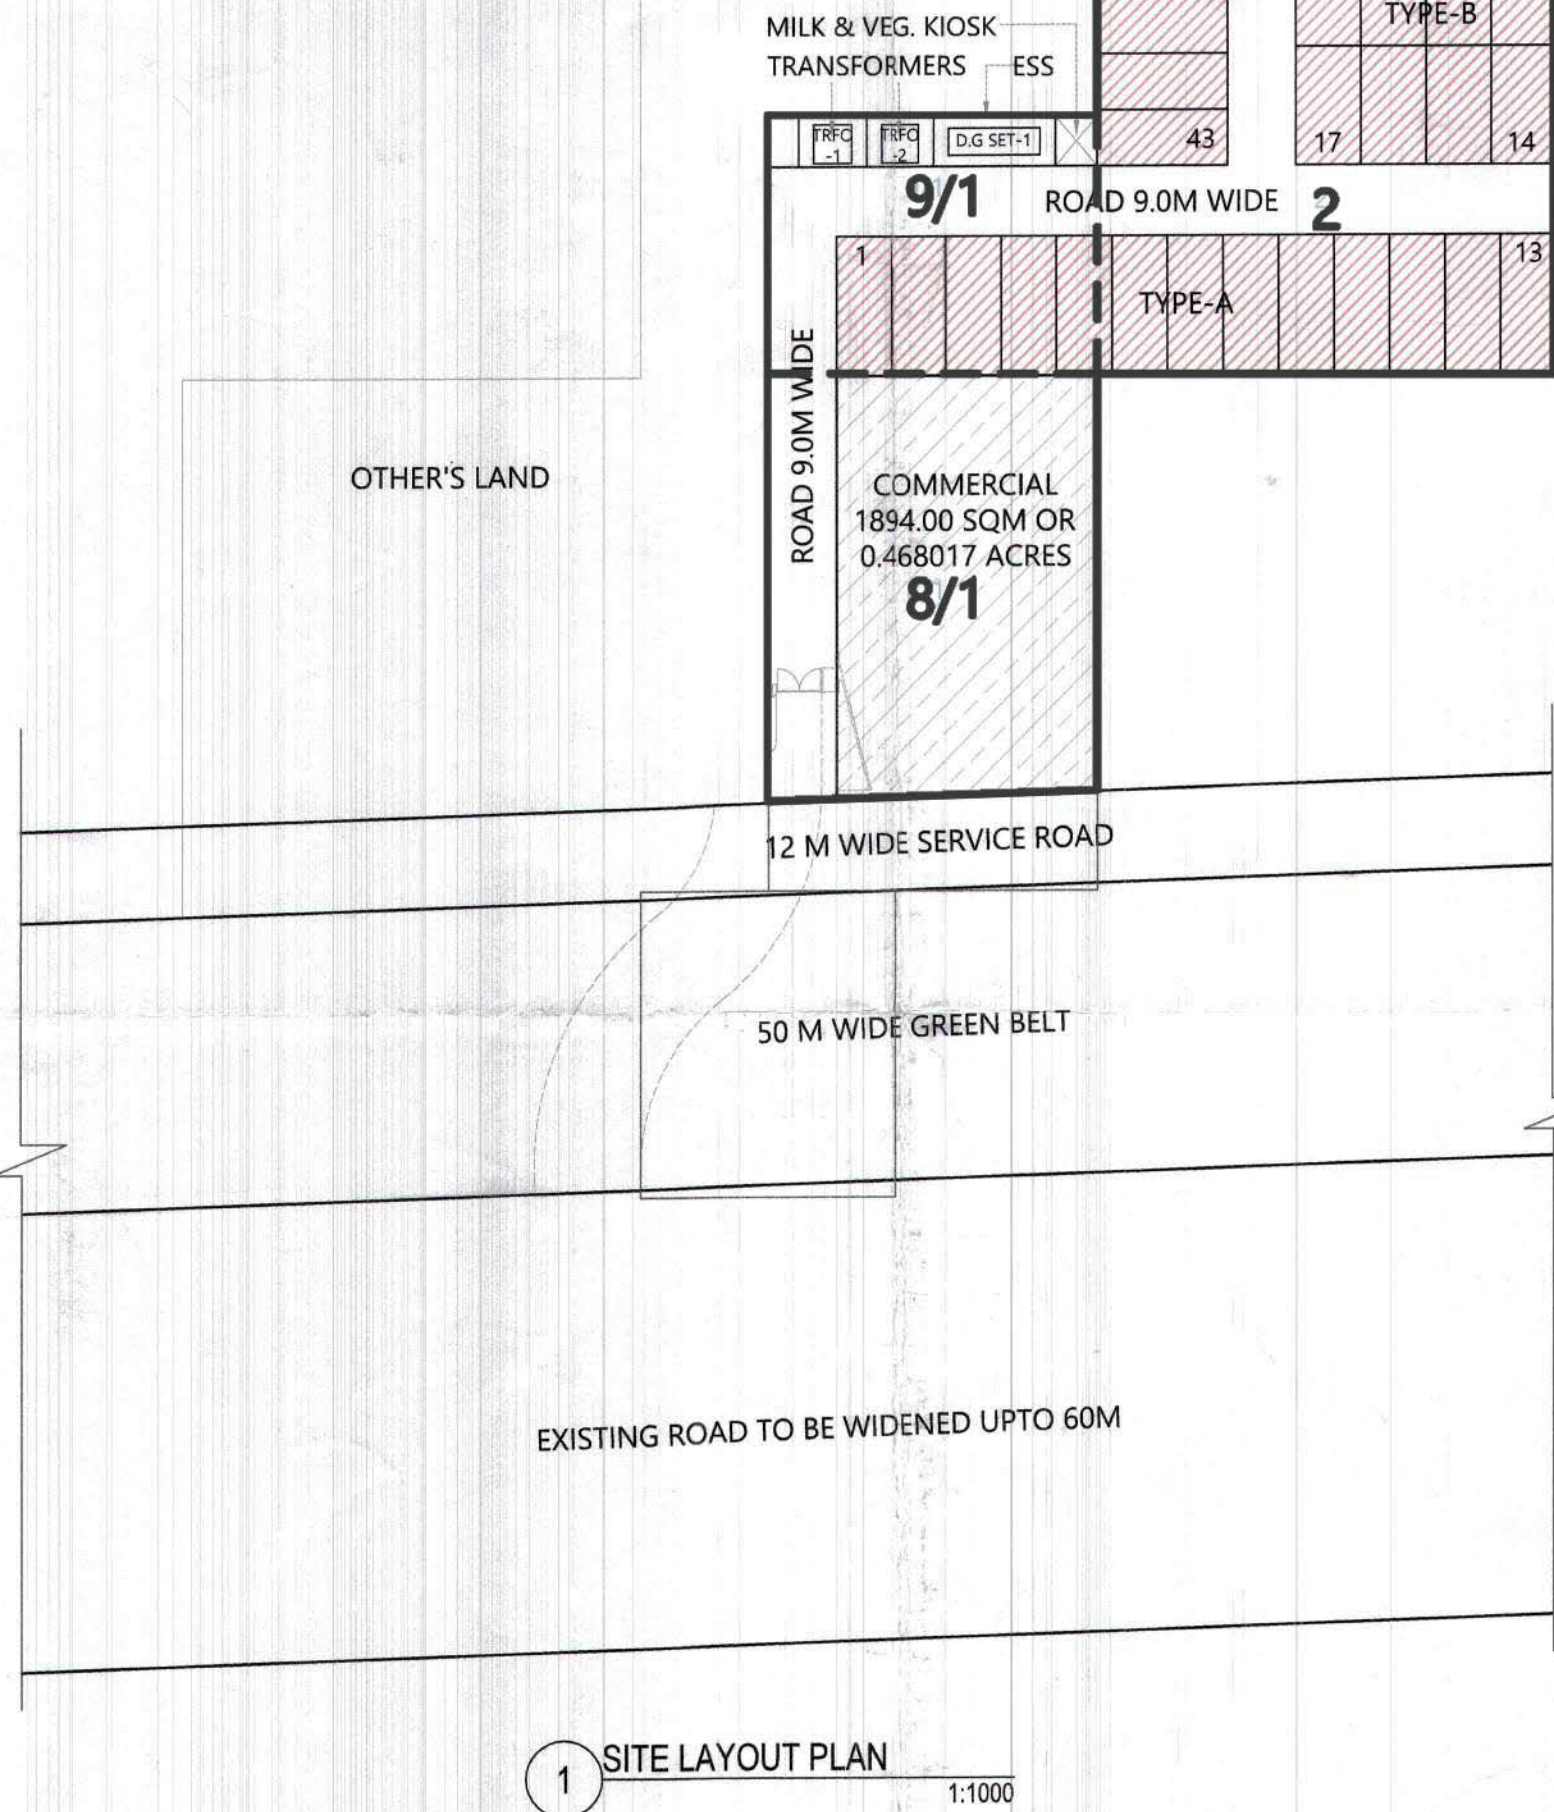 MILK & VEG. KIOSK
TYPE-B
TRANSFORMERS
ESS
TRFO
-1
TRFO
-2
D.G SET-1
43
17
14
9/1
ROAD 9.0M WIDE
2
1
13
TYPE-A
ROAD 9.0M WIDE
OTHER'S LAND
COMMERCIAL
1894.00 SQM OR
0.468017 ACRES
8/1
12 M WIDE SERVICE ROAD
50 M WIDE GREEN BELT
EXISTING ROAD TO BE WIDENED UPTO 60M
1
SITE LAYOUT PLAN
1:1000